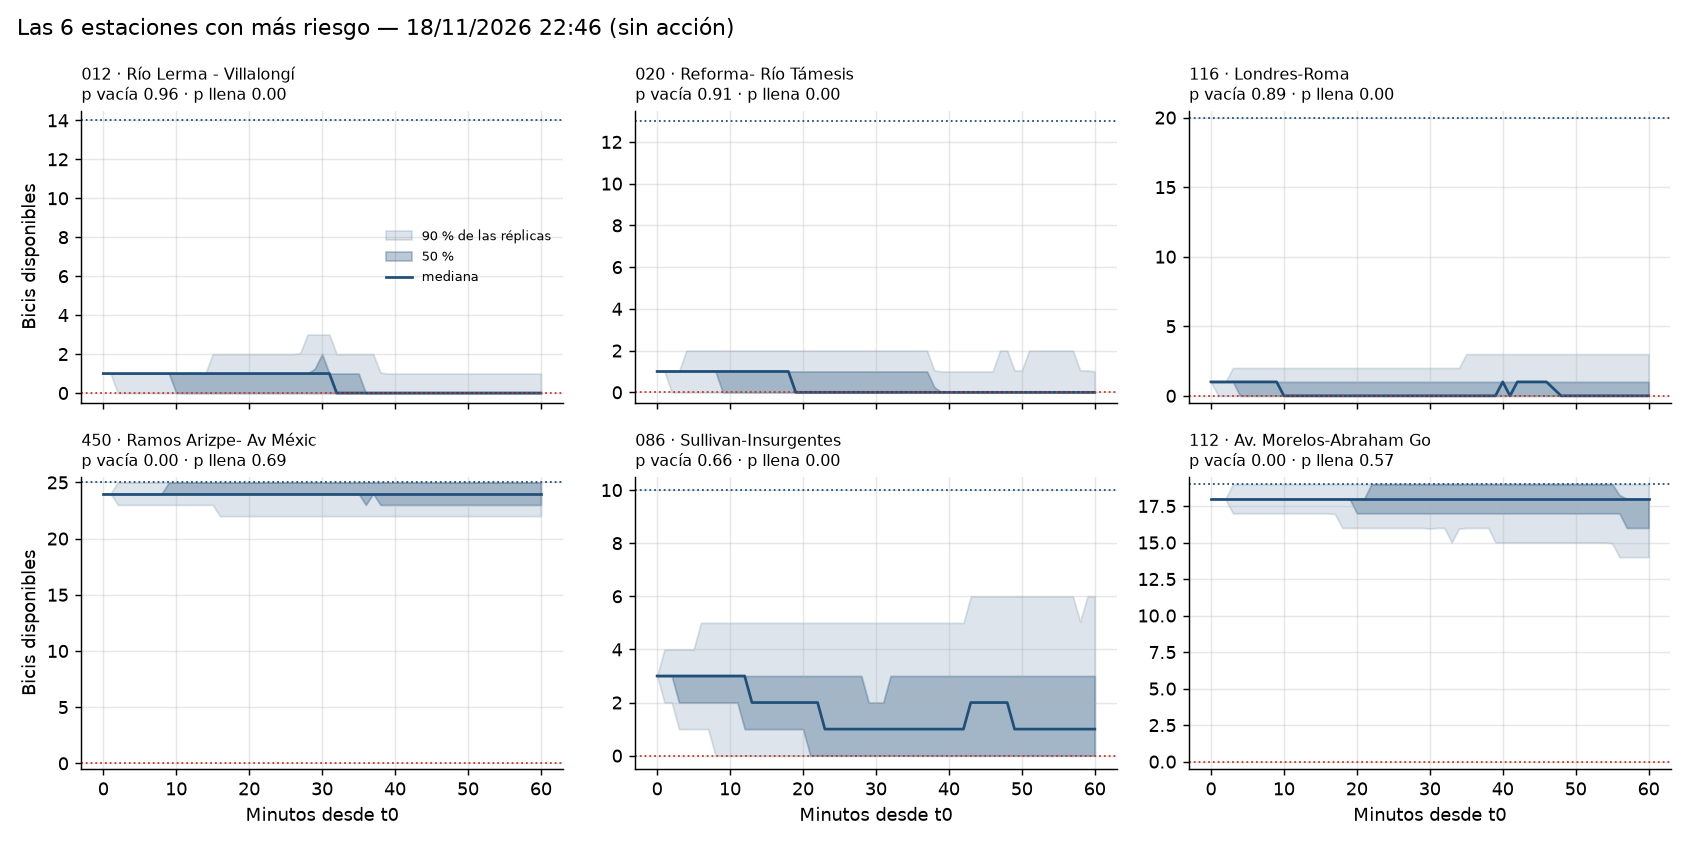 Las 6 estaciones con más riesgo — 18/11/2026 22:46 (sin acción)
012 · Río Lerma - Villalongí
p vacía 0.96 · p llena 0.00
14
12
10
8
6
4
2
0
Bicis disponibles
90 % de las réplicas
50 %
mediana
020 · Reforma- Río Támesis
p vacía 0.91 · p llena 0.00
12
10
8
6
4
2
0
116 · Londres-Roma
p vacía 0.89 · p llena 0.00
20
15
10
5
0
450 · Ramos Arizpe- Av Méxic
p vacía 0.00 · p llena 0.69
25
20
15
10
5
0
Bicis disponibles
0 10 20 30 40 50 60
Minutos desde t0
086 · Sullivan-Insurgentes
p vacía 0.66 · p llena 0.00
10
8
6
4
2
0
0 10 20 30 40 50 60
Minutos desde t0
112 · Av. Morelos-Abraham Go
p vacía 0.00 · p llena 0.57
17.5
15.0
12.5
10.0
7.5
5.0
2.5
0.0
0 10 20 30 40 50 60
Minutos desde t0